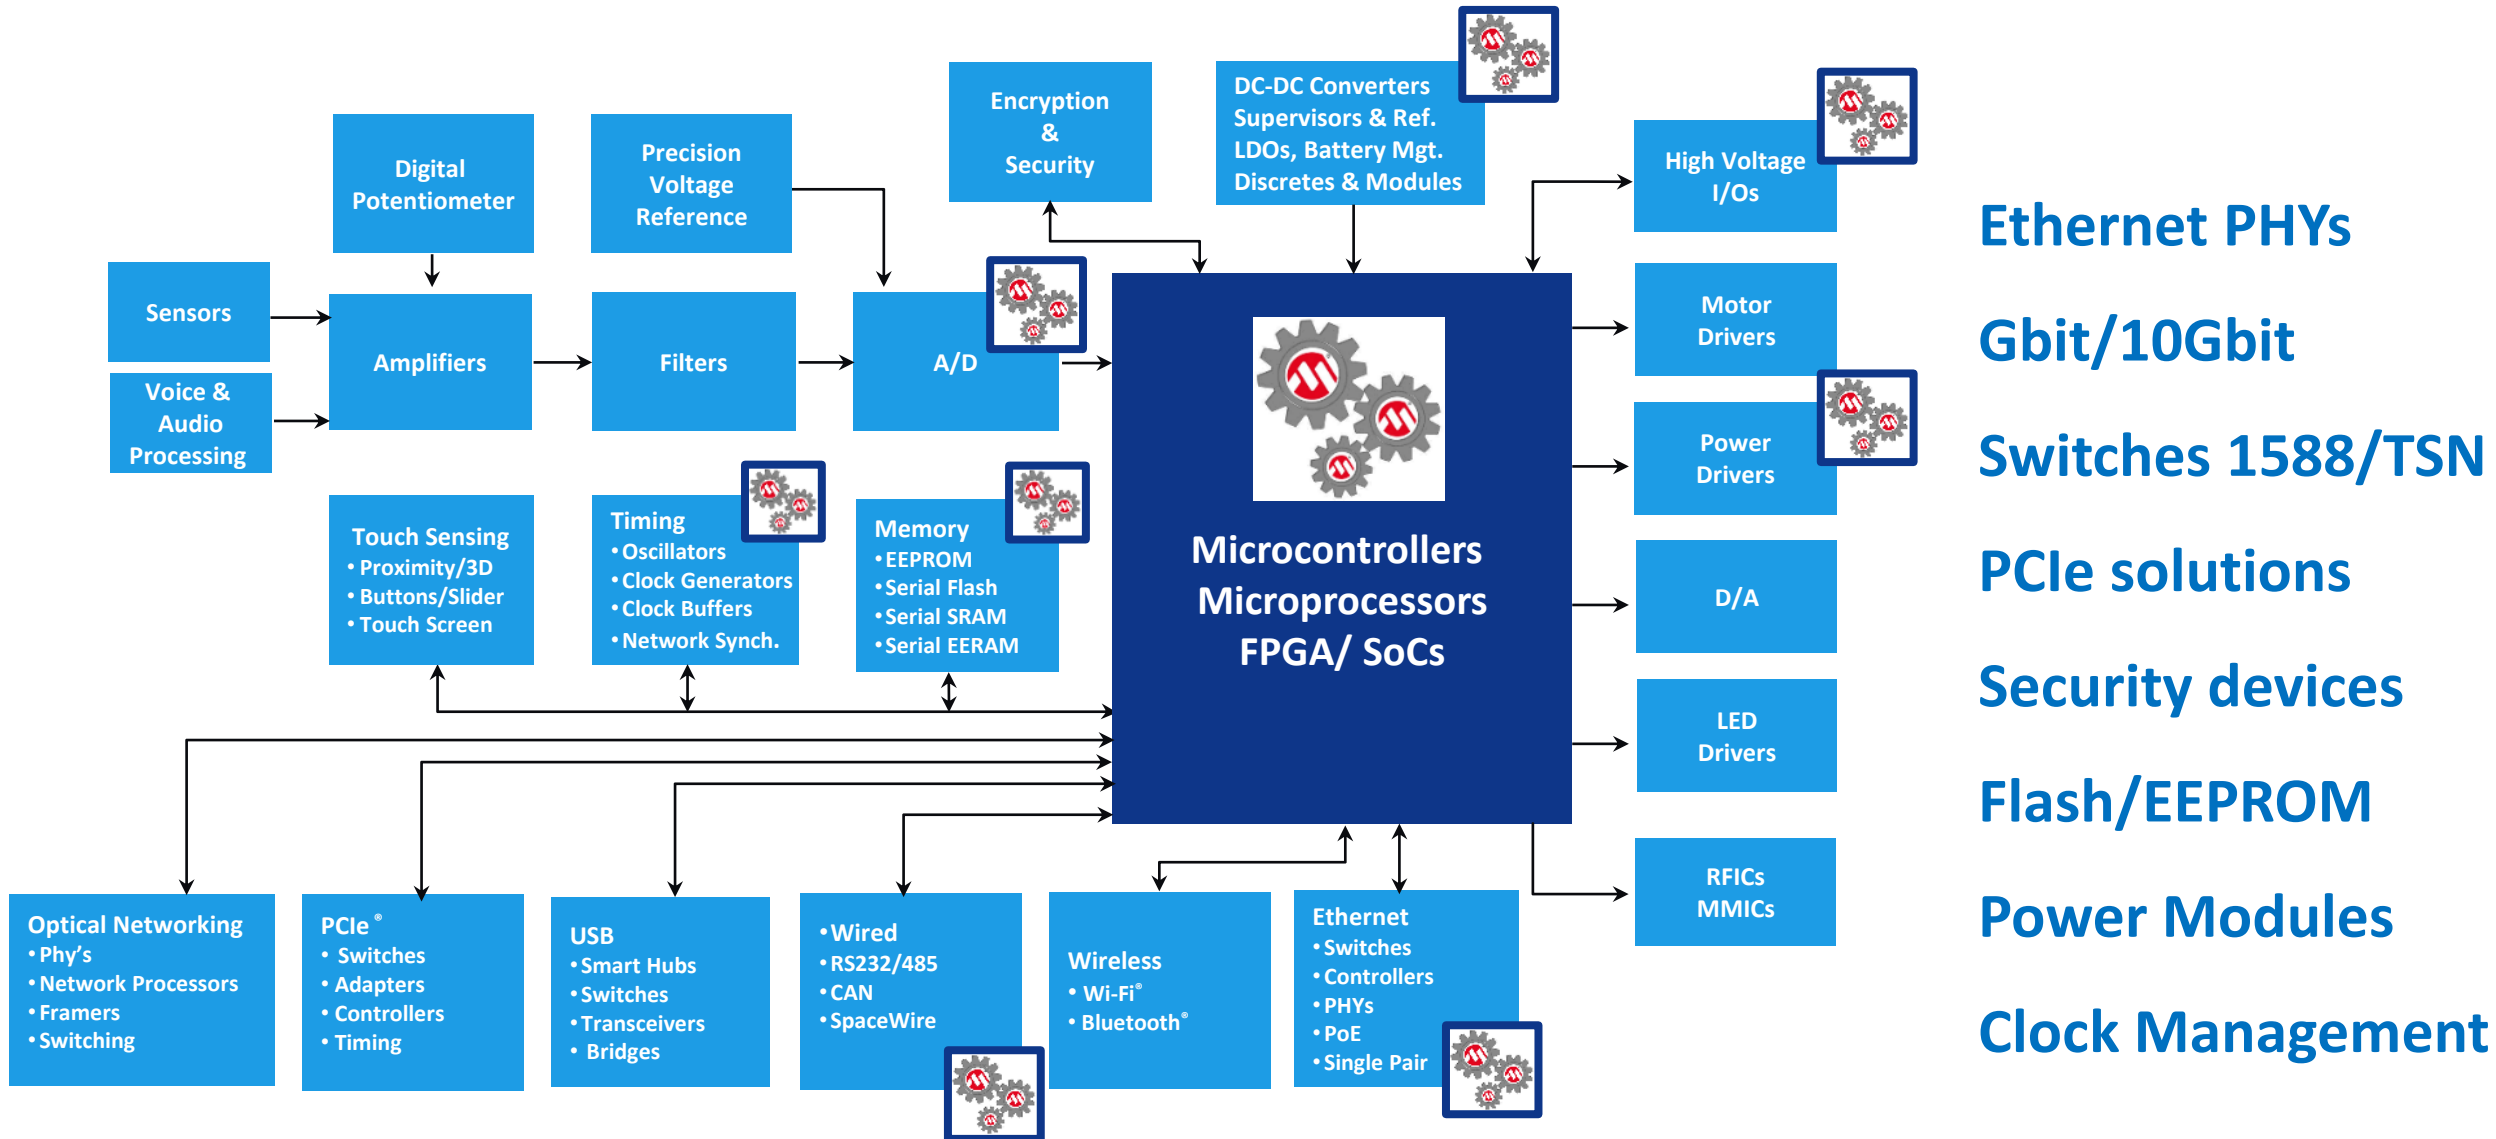 Encryption
&
Security
DC-DC Converters
Supervisors & Ref.
LDOs, Battery Mgt.
Discretes & Modules
Digital
Potentiometer
Precision
Voltage
Reference
High Voltage
I/Os
Sensors
Voice &
Audio
Processing
Amplifiers
Filters
A/D
Motor
Drivers
Power
Drivers
D/A
LED
Drivers
RFICs
MMICs
Touch Sensing
• Proximity/3D
• Buttons/Slider
• Touch Screen
Timing
• Oscillators
• Clock Generators
• Clock Buffers
• Network Synch.
Memory
• EEPROM
• Serial Flash
• Serial SRAM
• Serial EERAM
Microcontrollers
Microprocessors
FPGA/ SoCs
Optical Networking
• Phy's
• Network Processors
• Framers
• Switching
PCIe®
• Switches
• Adapters
• Controllers
• Timing
USB
• Smart Hubs
• Switches
• Transceivers
• Bridges
• Wired
• RS232/485
• CAN
• SpaceWire
Wireless
• Wi-Fi®
• Bluetooth®
Ethernet
• Switches
• Controllers
• PHYs
• PoE
• Single Pair
Ethernet PHYs
Gbit/10Gbit
Switches 1588/TSN
PCIe solutions
Security devices
Flash/EEPROM
Power Modules
Clock Management